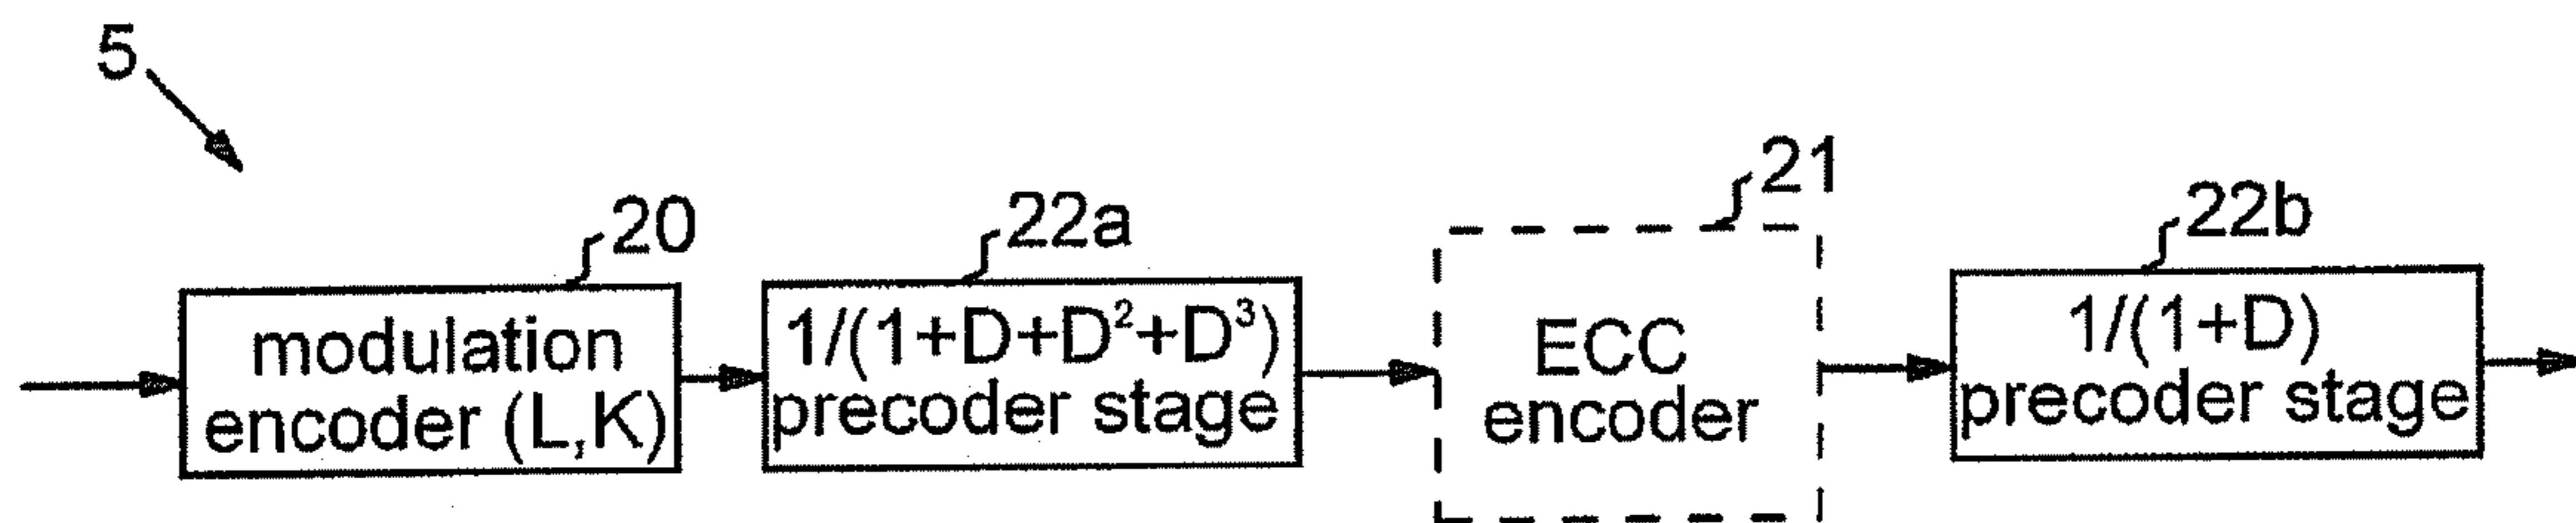 5
20
modulation
encoder (L,K)
22a
1/(1+D+D²+D³)
precoder stage
21
ECC
encoder
22b
1/(1+D)
precoder stage